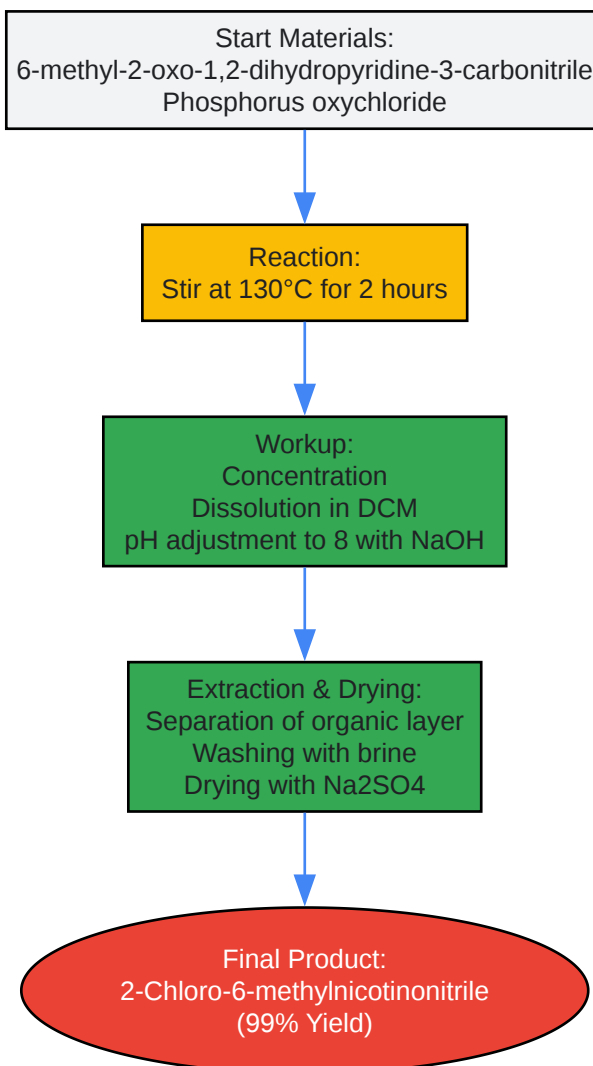 Start Materials:
6-methyl-2-oxo-1,2-dihydropyridine-3-carbonitrile
Phosphorus oxychloride
Reaction:
Stir at 130°C for 2 hours
Workup:
Concentration
Dissolution in DCM
pH adjustment to 8 with NaOH
Extraction & Drying:
Separation of organic layer
Washing with brine
Drying with Na2SO4
Final Product:
2-Chloro-6-methylnicotinonitrile
(99% Yield)